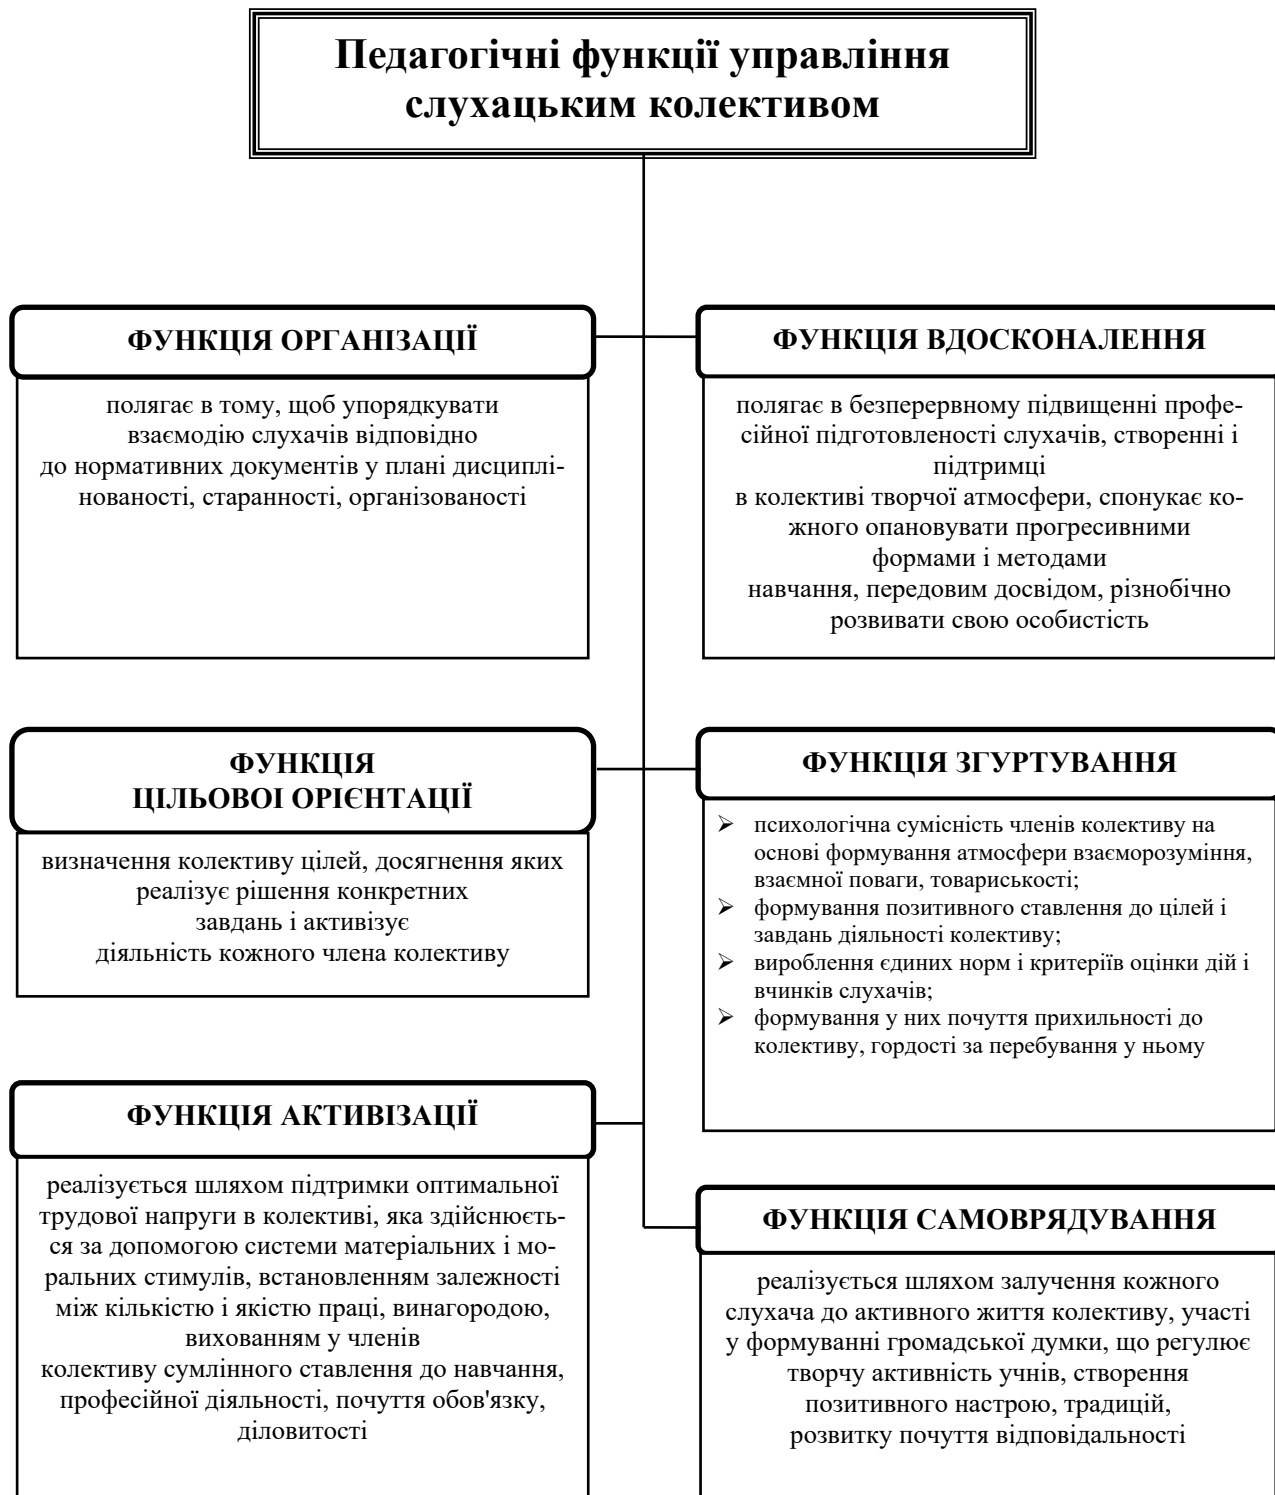 Педагогічні функції управління
слухацьким колективом
ФУНКЦІЯ ОРГАНІЗАЦІЇ
полягає в тому, щоб упорядкувати
взаємодію слухачів відповідно
до нормативних документів у плані дисциплі-
нованості, старанності, організованості
ФУНКЦІЯ ВДОСКОНАЛЕННЯ
полягає в безперервному підвищенні профе-
сійної підготовленості слухачів, створенні і
підтримці
в колективі творчої атмосфери, спонукає ко-
жного опановувати прогресивними
формами і методами
навчання, передовим досвідом, різнобічно
розвивати свою особистість
ФУНКЦІЯ
ЦІЛЬОВОІ ОРІЄНТАЦІЇ
визначення колективу цілей, досягнення яких
реалізує рішення конкретних
завдань і активізує
діяльність кожного члена колективу
ФУНКЦІЯ ЗГУРТУВАННЯ
➢ психологічна сумісність членів колективу на
основі формування атмосфери взаєморозуміння,
взаємної поваги, товариськості;
➢ формування позитивного ставлення до цілей і
завдань діяльності колективу;
➢ вироблення єдиних норм і критеріїв оцінки дій і
вчинків слухачів;
➢ формування у них почуття прихильності до
колективу, гордості за перебування у ньому
ФУНКЦІЯ АКТИВІЗАЦІЇ
реалізується шляхом підтримки оптимальної
трудової напруги в колективі, яка здійснюєть-
ся за допомогою системи матеріальних і мо-
ральних стимулів, встановленням залежності
між кількістю і якістю праці, винагородою,
вихованням у членів
колективу сумлінного ставлення до навчання,
професійної діяльності, почуття обов'язку,
діловитості
ФУНКЦІЯ САМОВРЯДУВАННЯ
реалізується шляхом залучення кожного
слухача до активного життя колективу, участі
у формуванні громадської думки, що регулює
творчу активність учнів, створення
позитивного настрою, традицій,
розвитку почуття відповідальності